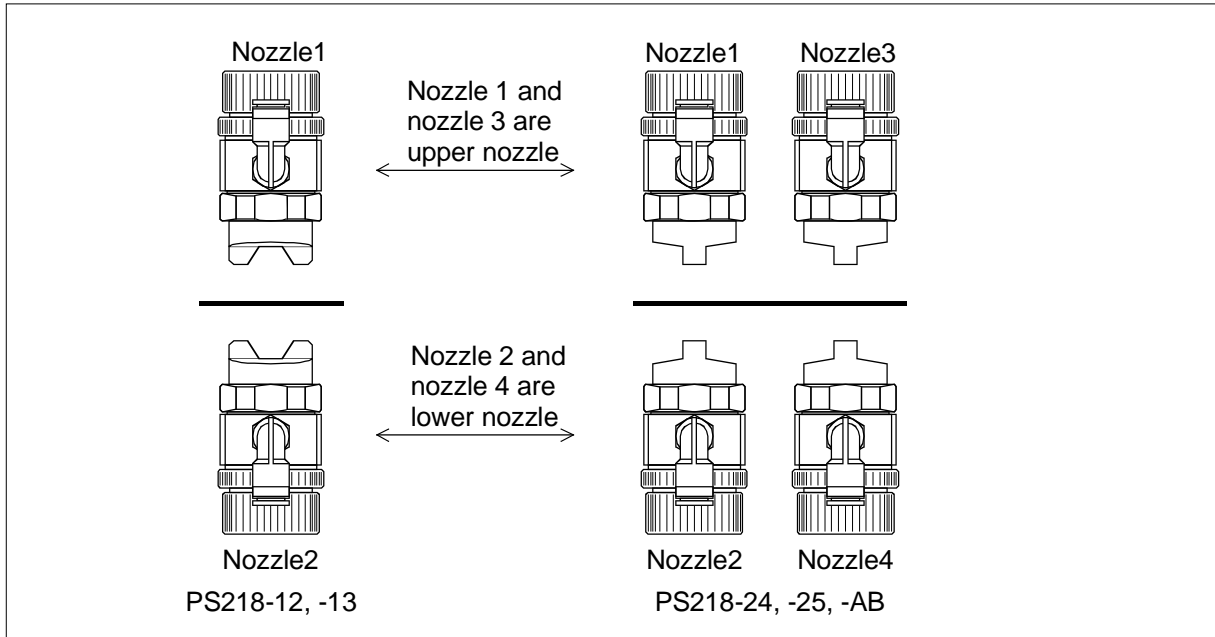 Nozzle1
Nozzle 1 and
nozzle 3 are
upper nozzle
Nozzle1
Nozzle3
Nozzle 2 and
nozzle 4 are
lower nozzle
Nozzle2
Nozzle2
Nozzle4
PS218-12, -13
PS218-24, -25, -AB